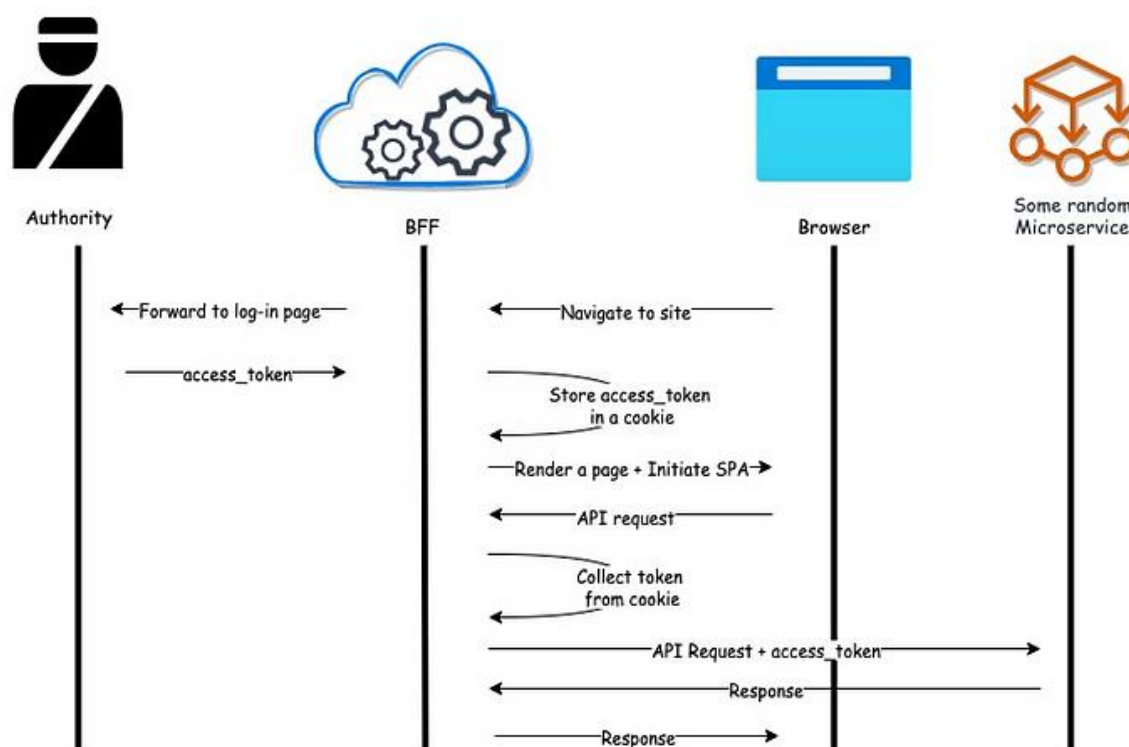 Authority
BFF
Browser
Some random
Microservice
Forward to log-in page
Navigate to site
access_token
Store access_token
in a cookie
Render a page + Initiate SPA
API request
Collect token
from cookie
API Request + access_token
Response
Response